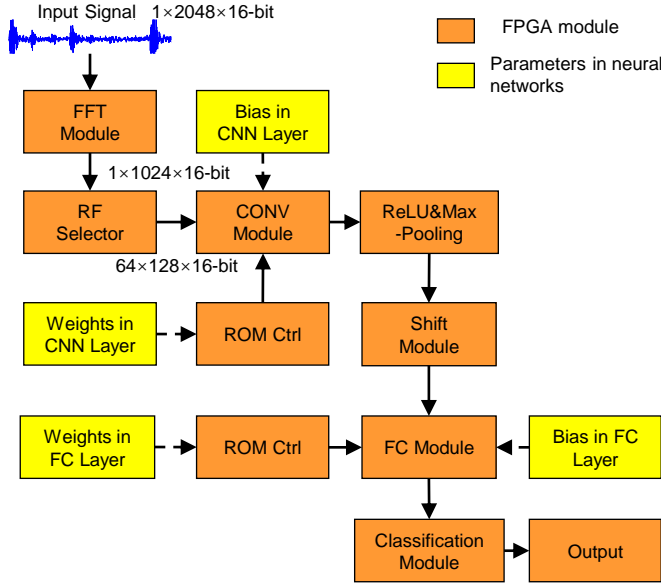 Input Signal 1×2048×16-bit
FPGA module
Parameters in neural
networks
FFT
Module
Bias in
CNN Layer
1×1024×16-bit
RF
Selector
CONV
Module
ReLU&Max
-Pooling
64×128×16-bit
Weights in
CNN Layer
ROM Ctrl
Shift
Module
Weights in
FC Layer
ROM Ctrl
FC Module
Bias in FC
Layer
Classification
Module
Output